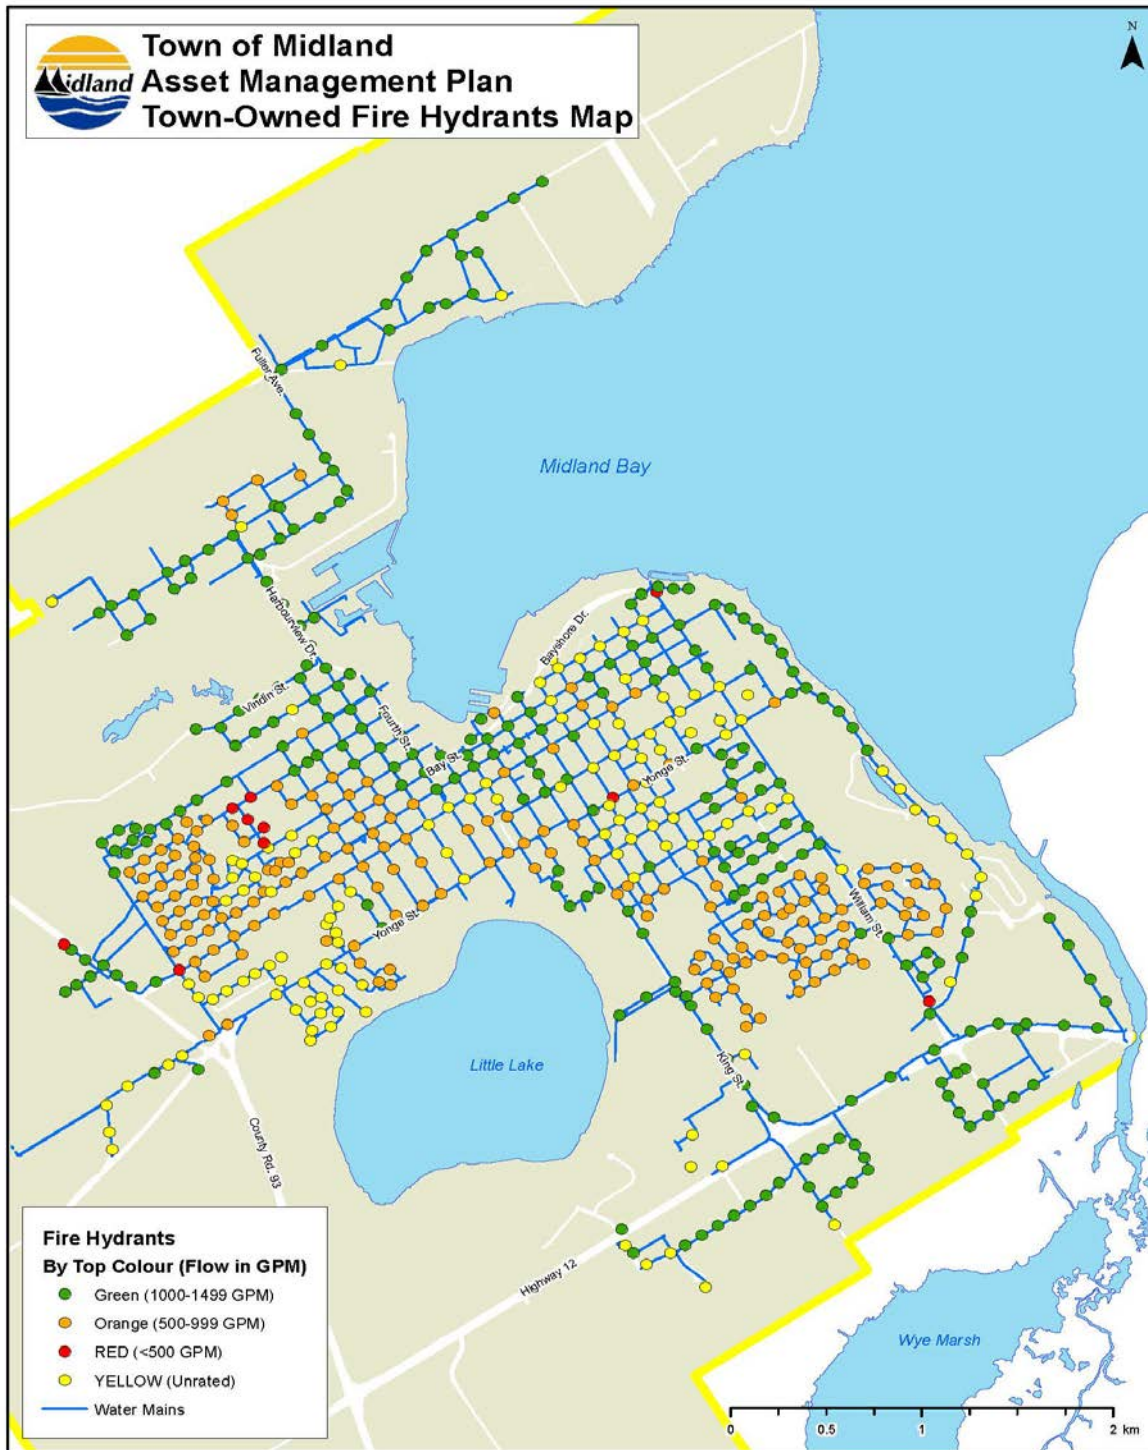 N
Midland
Town of Midland
Asset Management Plan
Town-Owned Fire Hydrants Map
Fuller Ave.
Midland Bay
Harbourview Dr.
Bayshore Dr.
Vindin St.
Fourth St.
Bay St.
Yonge St.
William St.
Yonge St.
Little Lake
King St.
County Rd. 93
Highway 12
Wye Marsh
Fire Hydrants
By Top Colour (Flow in GPM)
Green (1000-1499 GPM)
Orange (500-999 GPM)
RED (<500 GPM)
YELLOW (Unrated)
Water Mains
0 0.5 1 2 km